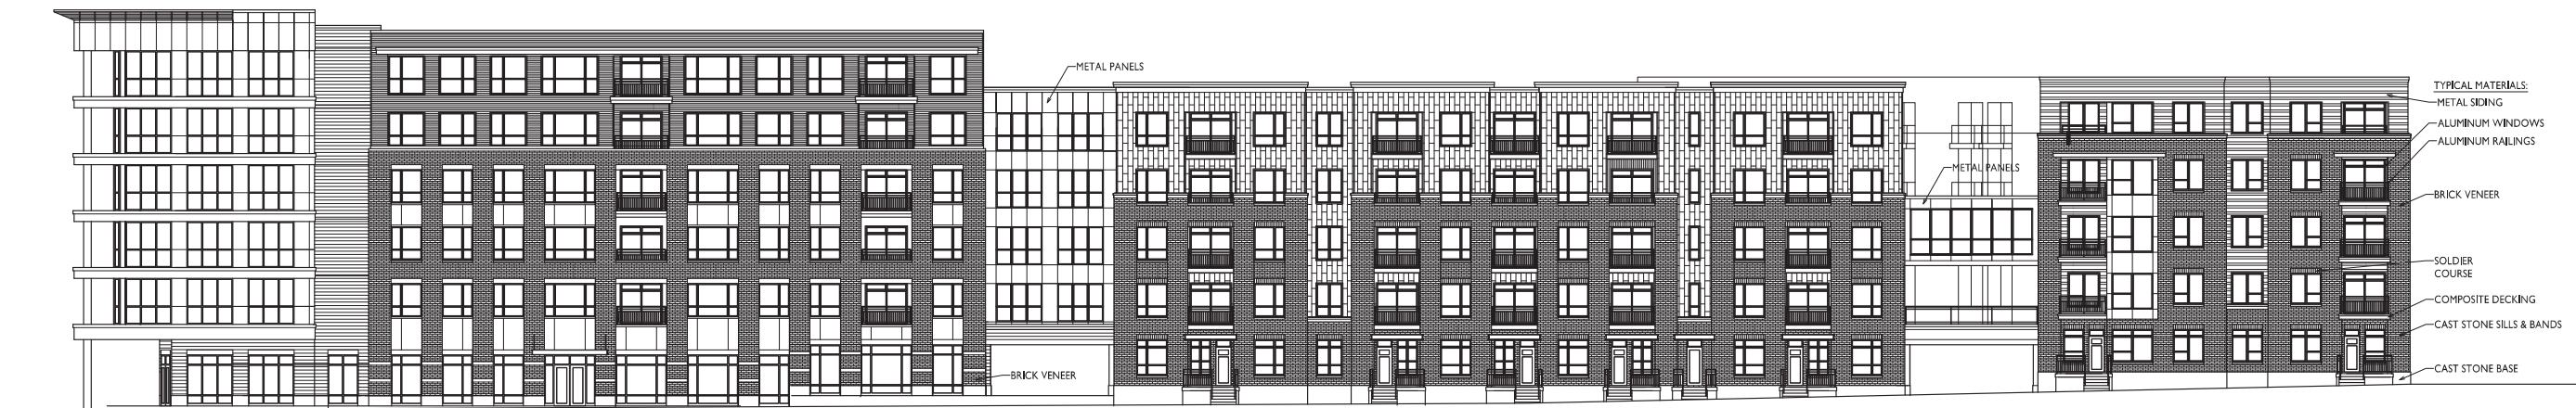 METAL PANELS
BRICK VENEER
METAL PANELS
TYPICAL MATERIALS:
METAL SIDING
ALUMINUM WINDOWS
ALUMINUM RAILINGS
BRICK VENEER
SOLDIER
COURSE
COMPOSITE DECKING
CAST STONE SILLS & BANDS
CAST STONE BASE